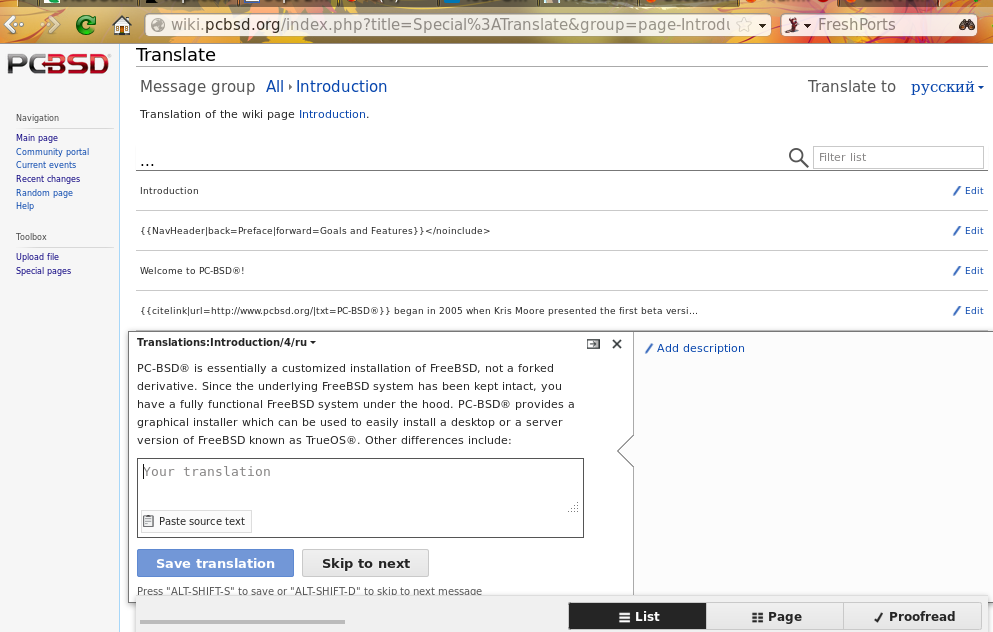 wiki.pcbsd.org/index.php?title=Special%3ATranslate&group=page-Introdu
FreshPorts
PCBSD
Navigation
Main page
Community portal
Current events
Recent changes
Random page
Help
Toolbox
Upload file
Special pages
Translate
Message group All Introduction
Translate to русский
Translation of the wiki page Introduction.
...
Filter list
Introduction Edit
{{NavHeader|back=Preface|forward=Goals and Features}}</noinclude> Edit
Welcome to PC-BSD®! Edit
{{citelink|url=http://www.pcbsd.org/|txt=PC-BSD®}} began in 2005 when Kris Moore presented the first beta versi... Edit
Translations:Introduction/4/ru
PC-BSD® is essentially a customized installation of FreeBSD, not a forked
derivative. Since the underlying FreeBSD system has been kept intact, you
have a fully functional FreeBSD system under the hood. PC-BSD® provides a
graphical installer which can be used to easily install a desktop or a server
version of FreeBSD known as TrueOS®. Other differences include:
Your translation
Paste source text
Save translation Skip to next
Press "ALT-SHIFT-S" to save or "ALT-SHIFT-D" to skip to next message
Add description
List Page Proofread